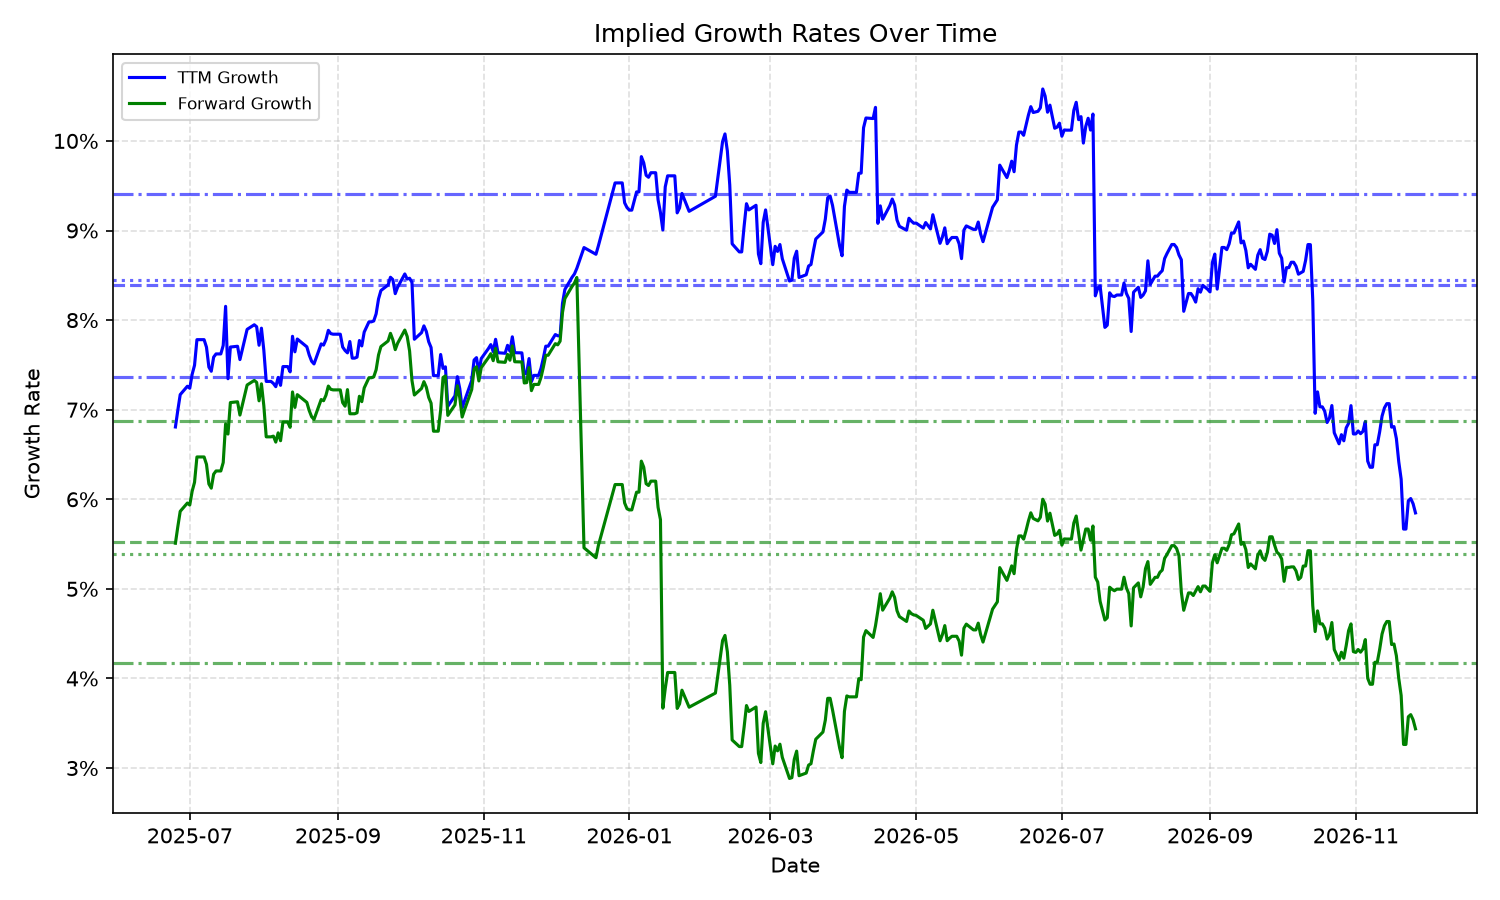 Implied Growth Rates Over Time
TTM Growth
Forward Growth
10%
9%
8%
7%
6%
5%
4%
3%
Growth Rate
2025-07 2025-09 2025-11 2026-01 2026-03 2026-05 2026-07 2026-09 2026-11
Date